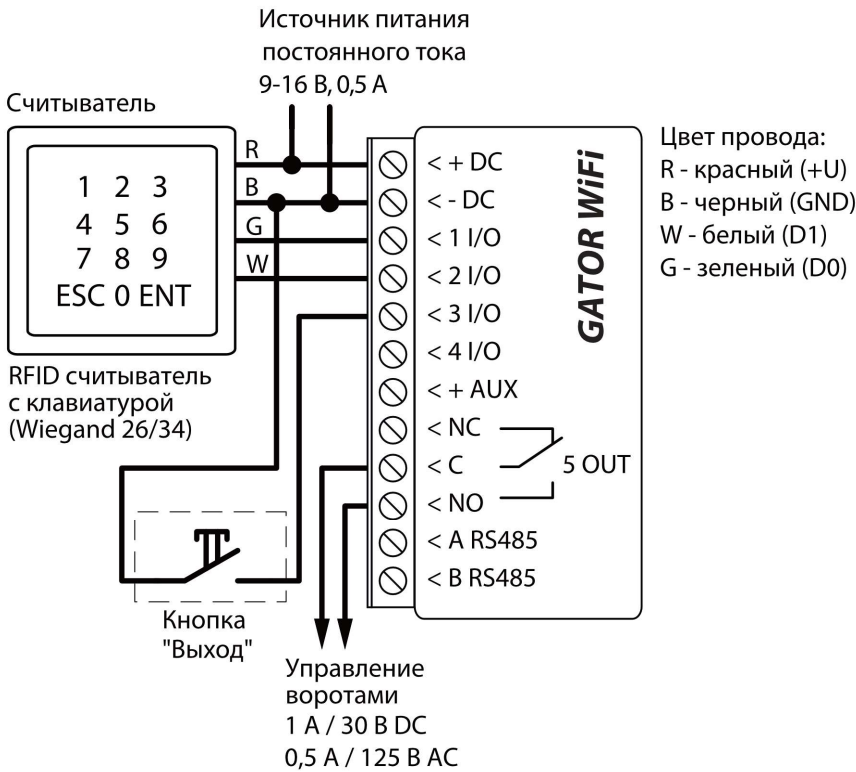 Источник питания
постоянного тока
9-16 В, 0,5 А
Считыватель
1 2 3
4 5 6
7 8 9
ESC 0 ENT
R
B
G
W
RFID считыватель
с клавиатурой
(Wiegand 26/34)
< + DC
< - DC
< 1 I/O
< 2 I/O
< 3 I/O
< 4 I/O
< + AUX
< NC
< C
< NO
< A RS485
< B RS485
5 OUT
GATOR WiFi
Цвет провода:
R - красный (+U)
B - черный (GND)
W - белый (D1)
G - зеленый (D0)
Кнопка
"Выход"
Управление
воротами
1 А / 30 В DC
0,5 А / 125 В AC